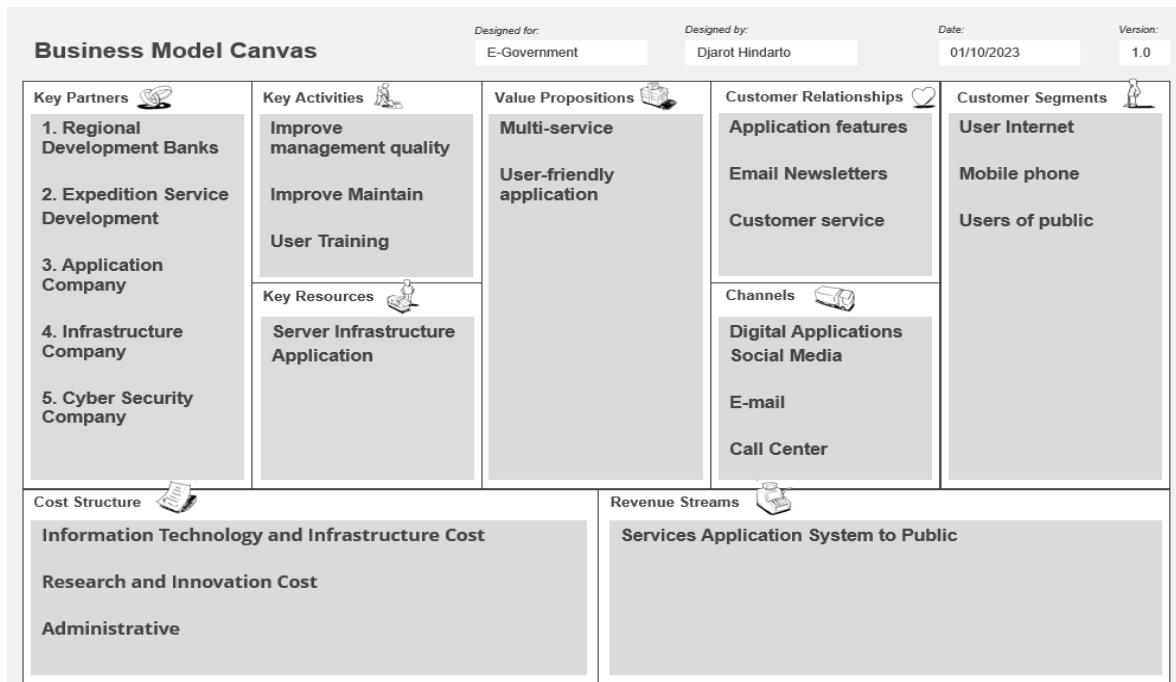 Business Model Canvas
Designed for:
E-Government
Designed by:
Djarot Hindarto
Date:
01/10/2023
Version:
1.0
Key Partners
1. Regional
Development Banks
2. Expedition Service
Development
3. Application
Company
4. Infrastructure
Company
5. Cyber Security
Company
Key Activities
Improve
management quality
Improve Maintain
User Training
Key Resources
Server Infrastructure
Application
Value Propositions
Multi-service
User-friendly
application
Customer Relationships
Application features
Email Newsletters
Customer service
Channels
Digital Applications
Social Media
E-mail
Call Center
Customer Segments
User Internet
Mobile phone
Users of public
Cost Structure
Information Technology and Infrastructure Cost
Research and Innovation Cost
Administrative
Revenue Streams
Services Application System to Public